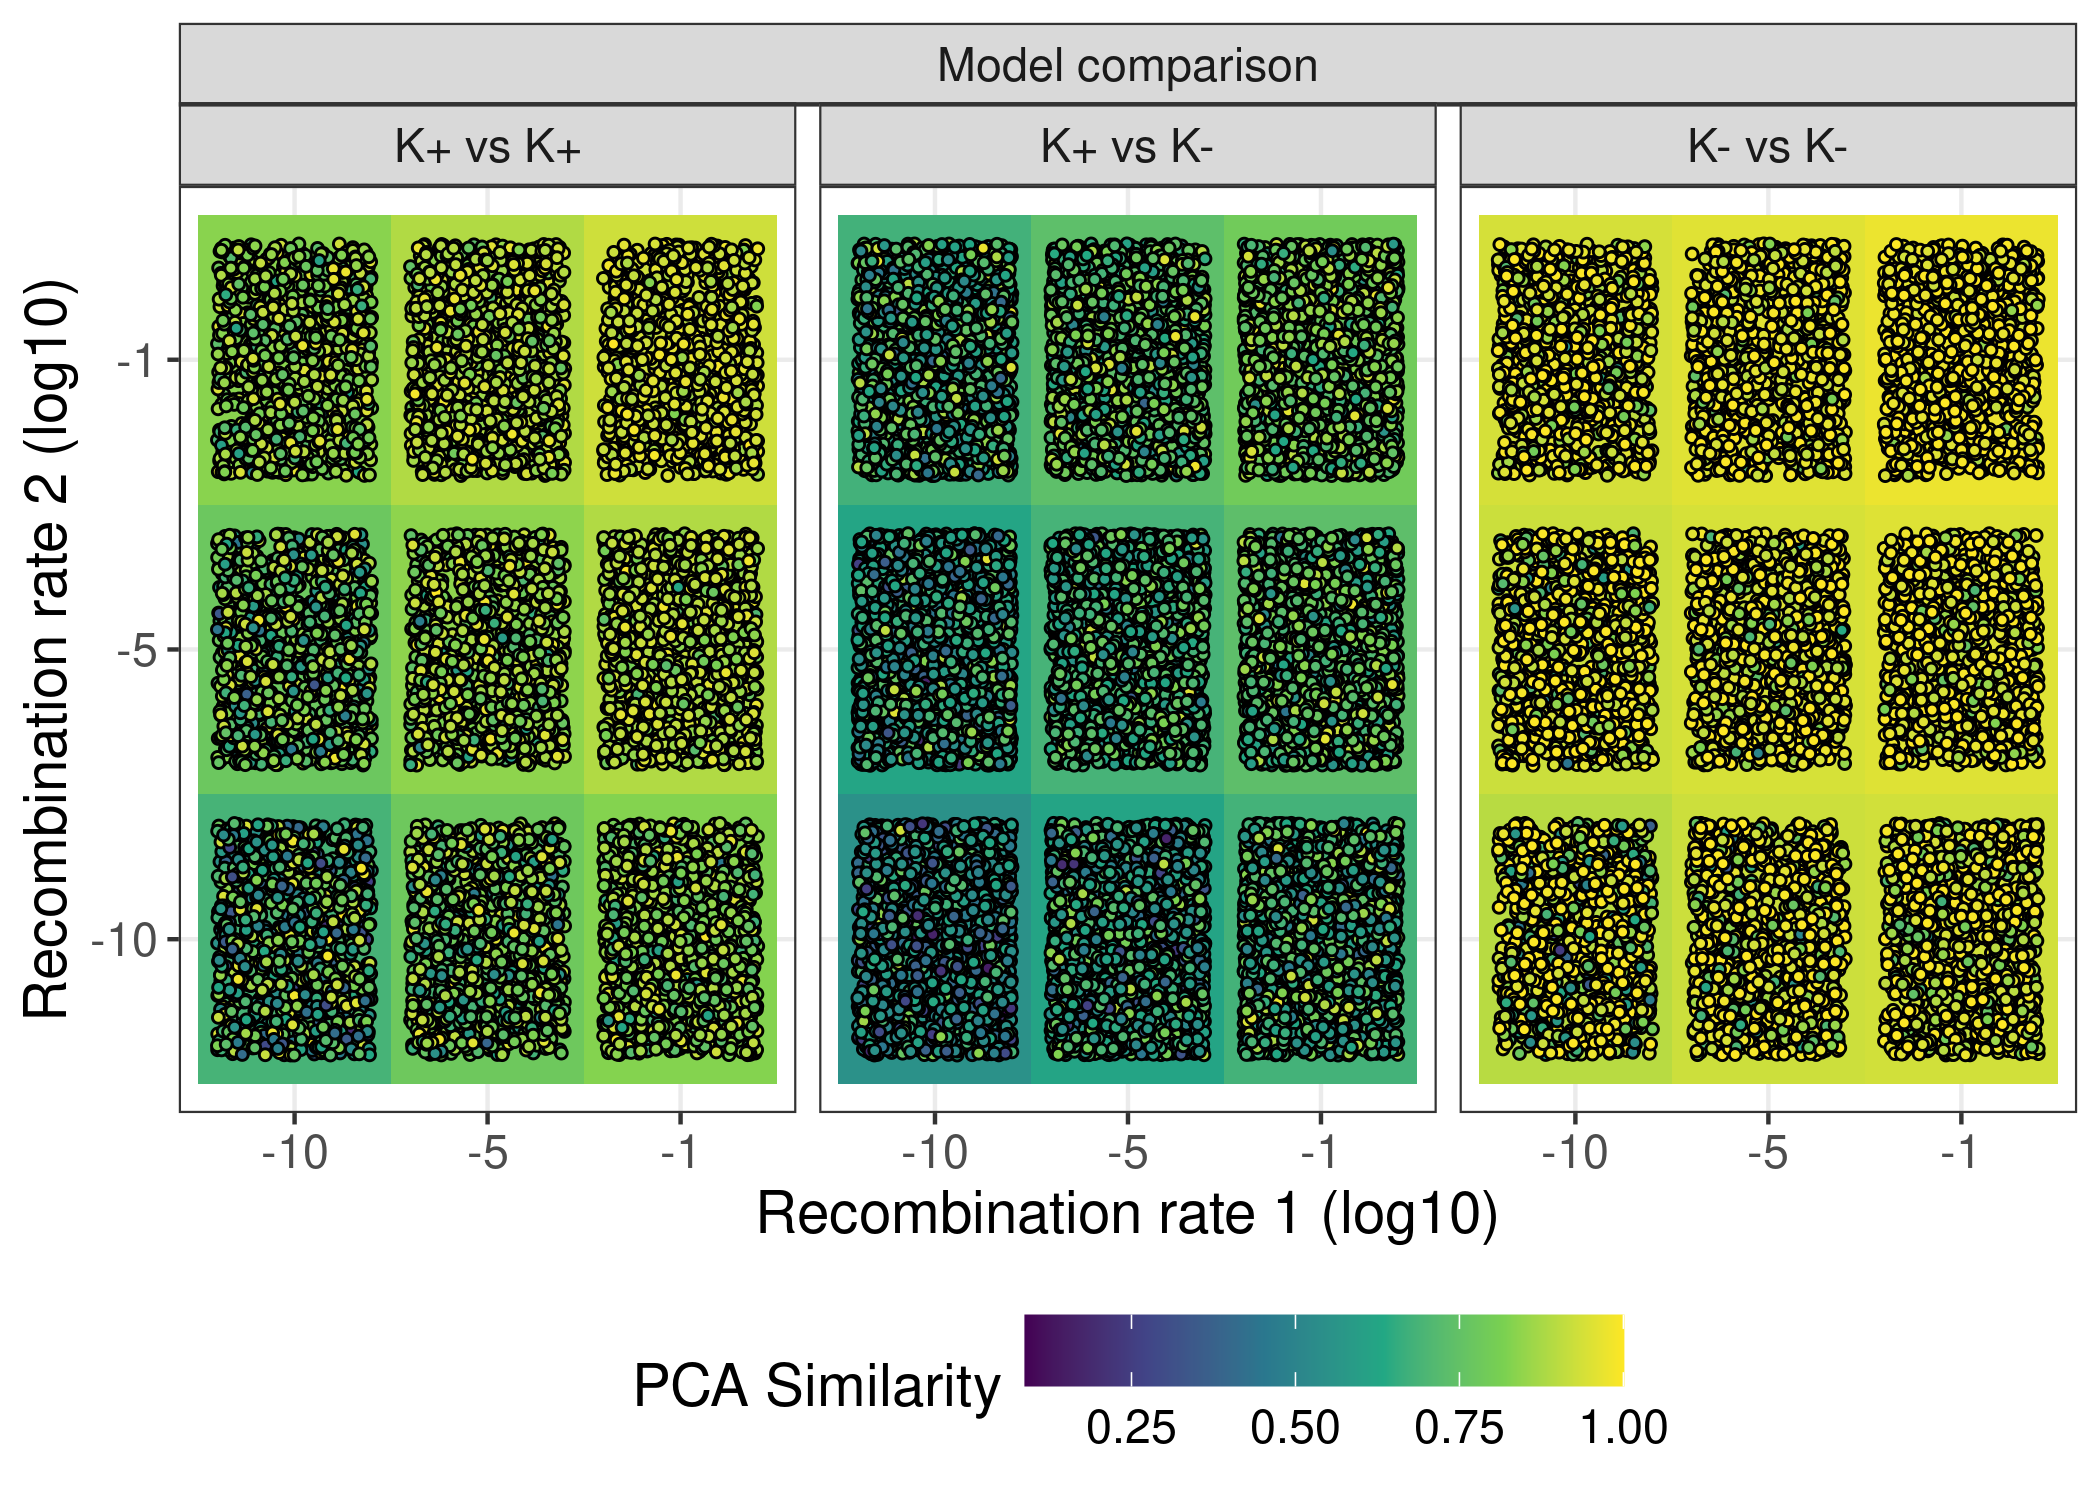 Model comparison
K+ vs K+ K+ vs K- K- vs K-
Recombination rate 2 (log10)
-1
-5
-10
-10 -5 -1 -10 -5 -1 -10 -5 -1
Recombination rate 1 (log10)
PCA Similarity
0.25 0.50 0.75 1.00